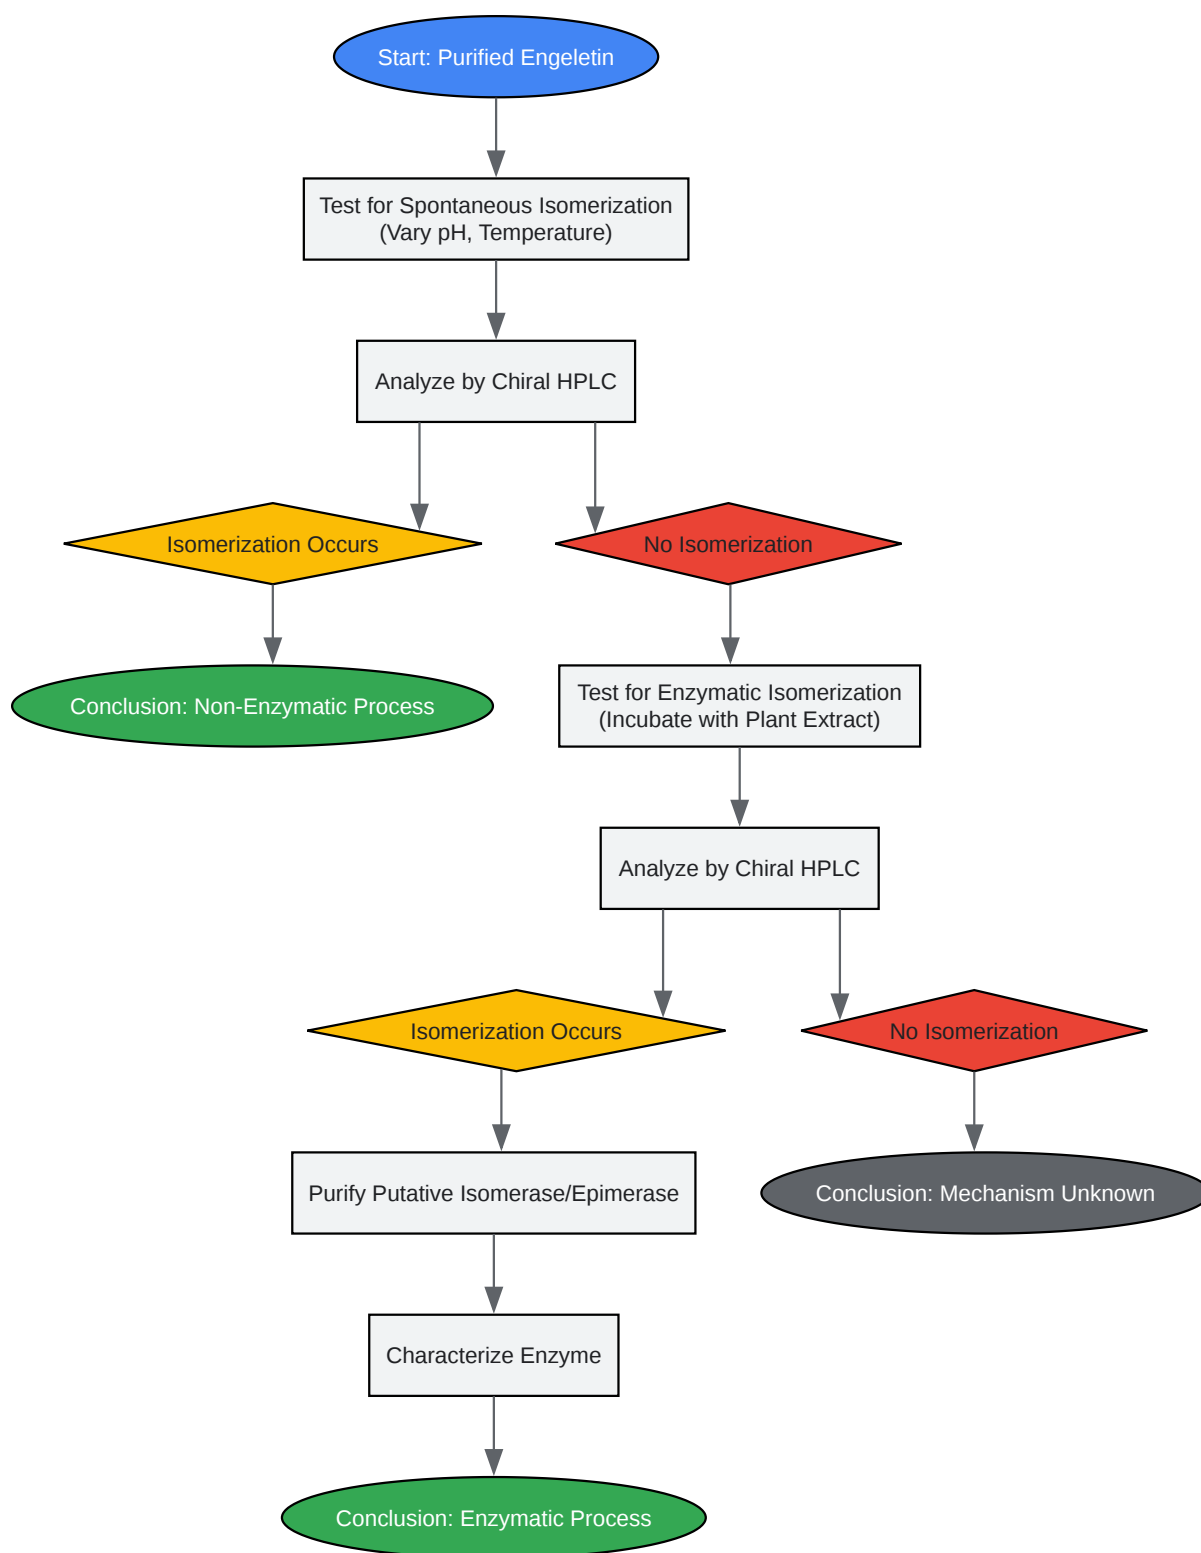 Start: Purified Engeletin
Test for Spontaneous Isomerization
(Vary pH, Temperature)
Analyze by Chiral HPLC
Isomerization Occurs
No Isomerization
Conclusion: Non-Enzymatic Process
Test for Enzymatic Isomerization
(Incubate with Plant Extract)
Analyze by Chiral HPLC
Isomerization Occurs
No Isomerization
Purify Putative Isomerase/Epimerase
Conclusion: Mechanism Unknown
Characterize Enzyme
Conclusion: Enzymatic Process